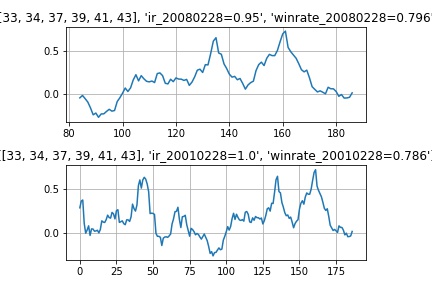 [33, 34, 37, 39, 41, 43], 'ir_20080228=0.95', 'winrate_20080228=0.796'
0.5
0.0
80 100 120 140 160 180
[33, 34, 37, 39, 41, 43], 'ir_20010228=1.0', 'winrate_20010228=0.786'
0.5
0.0
0 25 50 75 100 125 150 175